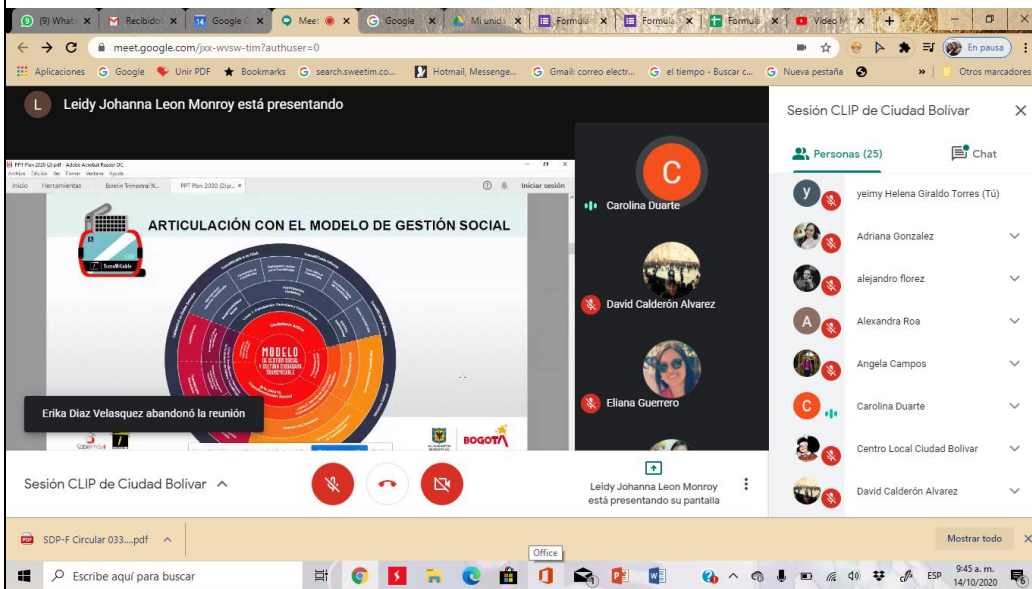 (9) What:
Recibido:
Google C
Meet
Google
Mi unida
Formula
Formula
Formula
Video M
meet.google.com/jxx-wvsw-tim?authuser=0
En pausa
Aplicaciones
Google
Unir PDF
Bookmarks
search.sweetim.co...
Hotmail, Messenge...
Gmail: correo electr...
el tiempo - Buscar c...
Nueva pestaña
»
Otros marcadores
L
Leidy Johanna Leon Monroy está presentando
PPT Plan 2020 (2).pdf - Adobe Acrobat Reader DC
Archivo Edición Ver Firmar Ventana Ayuda
Inicio
Herramientas
Boletin Trimestral N...
PPT Plan 2020 (2).p...
Iniciar sesión
ARTICULACIÓN CON EL MODELO DE GESTIÓN SOCIAL
TransMiCable
Ciudadanía Activa
MODELO
DE GESTIÓN SOCIAL
Y CULTURA CIUDADANA
TRANSMICABLE
Erika Diaz Velasquez abandonó la reunión
BOGOTÁ
C
Carolina Duarte
David Calderón Alvarez
Eliana Guerrero
Sesión CLIP de Ciudad Bolivar
Personas (25)
Chat
y
yeimy Helena Giraldo Torres (Tú)
Adriana Gonzalez
alejandro florez
A
Alexandra Roa
Angela Campos
C
Carolina Duarte
Centro Local Ciudad Bolivar
David Calderón Alvarez
Sesión CLIP de Ciudad Bolivar
Leidy Johanna Leon Monroy
está presentando su pantalla
SDP-F Circular 033....pdf
Mostrar todo
Office
Escribe aquí para buscar
ESP
9:45 a. m.
14/10/2020
6